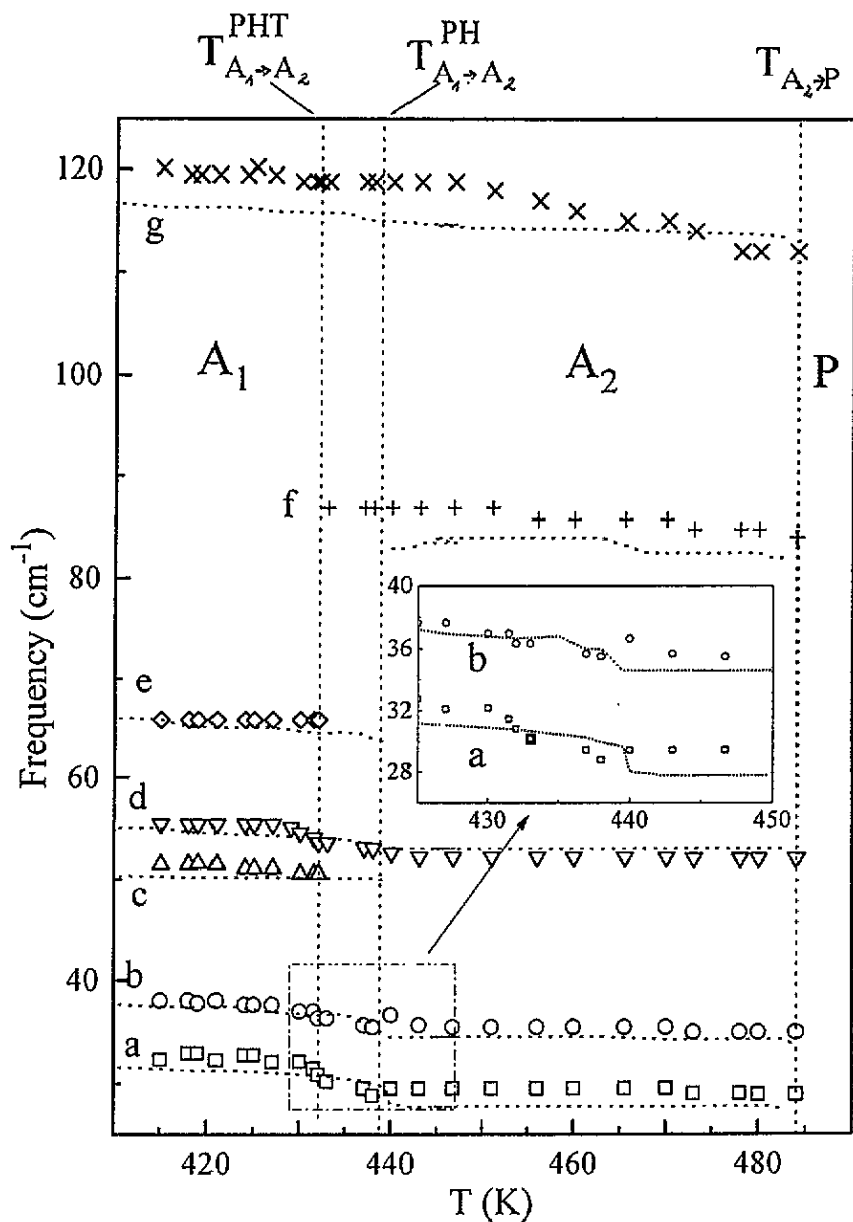 T PHT A1→A2
T PH A1→A2
T A2→P
120
100
80
60
40
g
A1
A2
P
f
e
d
c
b
a
40
36
32
28
b
a
430
440
450
420
440
460
480
Frequency (cm-1)
T (K)